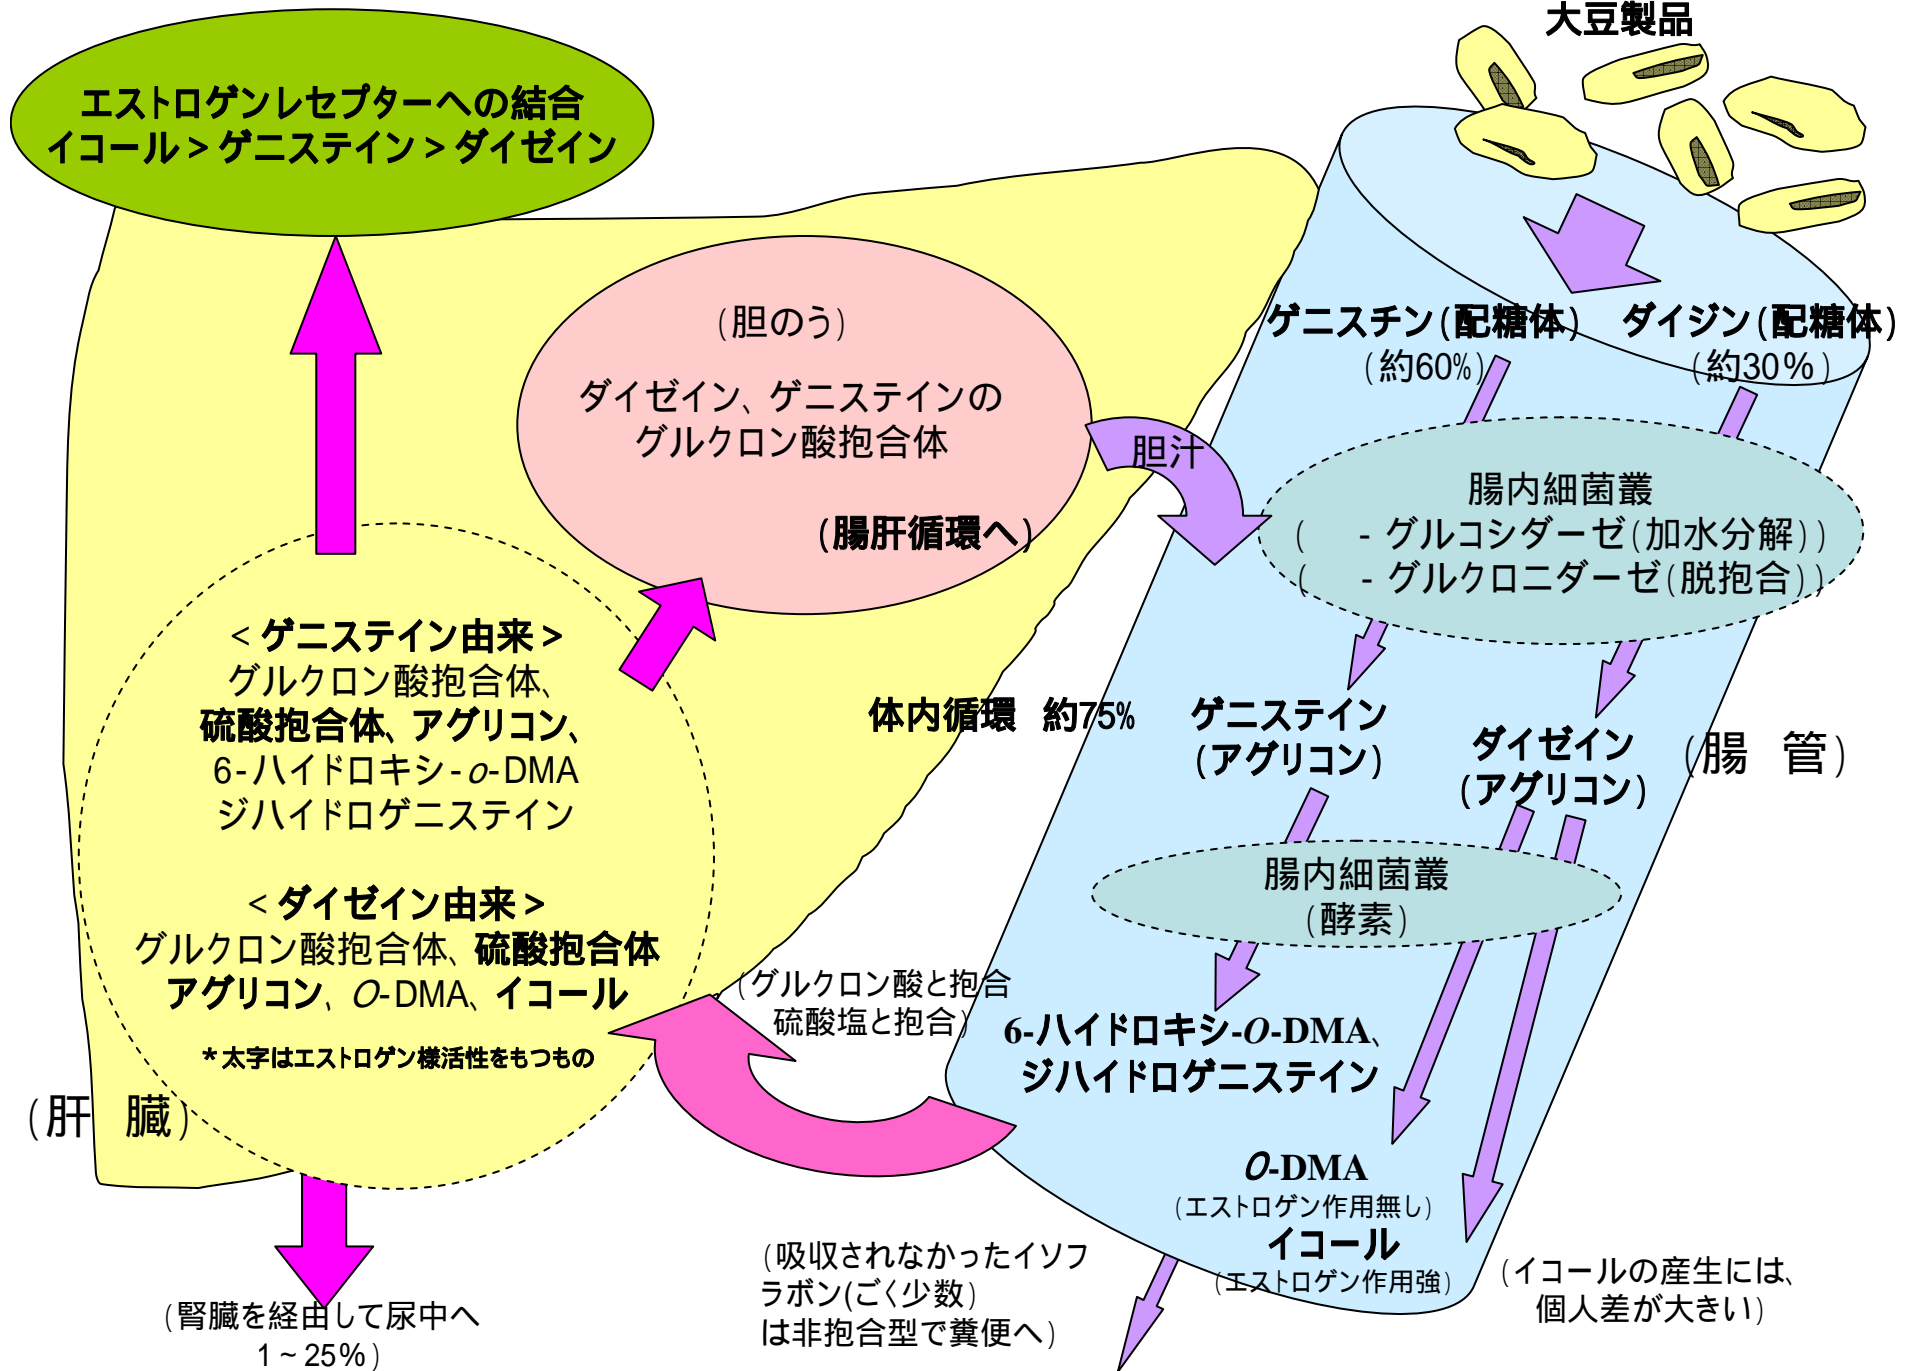 大豆製品
エストロゲンレセプターへの結合
イコール > ゲニステイン > ダイゼイン
(胆のう)
ダイゼイン、ゲニステインの
グルクロン酸抱合体
(腸肝循環へ)
胆汁
ゲニスチン(配糖体)
(約60%)
ダイジン(配糖体)
(約30%)
腸内細菌叢
( - グルコシダーゼ(加水分解))
( - グルクロニダーゼ(脱抱合))
< ゲニステイン由来 >
グルクロン酸抱合体、
硫酸抱合体、アグリコン、
6-ハイドロキシ-o-DMA
ジハイドロゲニステイン
< ダイゼイン由来 >
グルクロン酸抱合体、硫酸抱合体
アグリコン、O-DMA、イコール
*太字はエストロゲン様活性をもつもの
(肝 臓)
体内循環 約75%
ゲニステイン
(アグリコン)
ダイゼイン
(アグリコン)
(腸 管)
腸内細菌叢
(酵素)
(グルクロン酸と抱合
硫酸塩と抱合)
6-ハイドロキシ-O-DMA、
ジハイドロゲニステイン
O-DMA
(エストロゲン作用無し)
イコール
(エストロゲン作用強)
(イコールの産生には、
個人差が大きい)
(吸収されなかったイソフ
ラボン(ごく少数)
は非抱合型で糞便へ)
(腎臓を経由して尿中へ
1 ~ 25%)